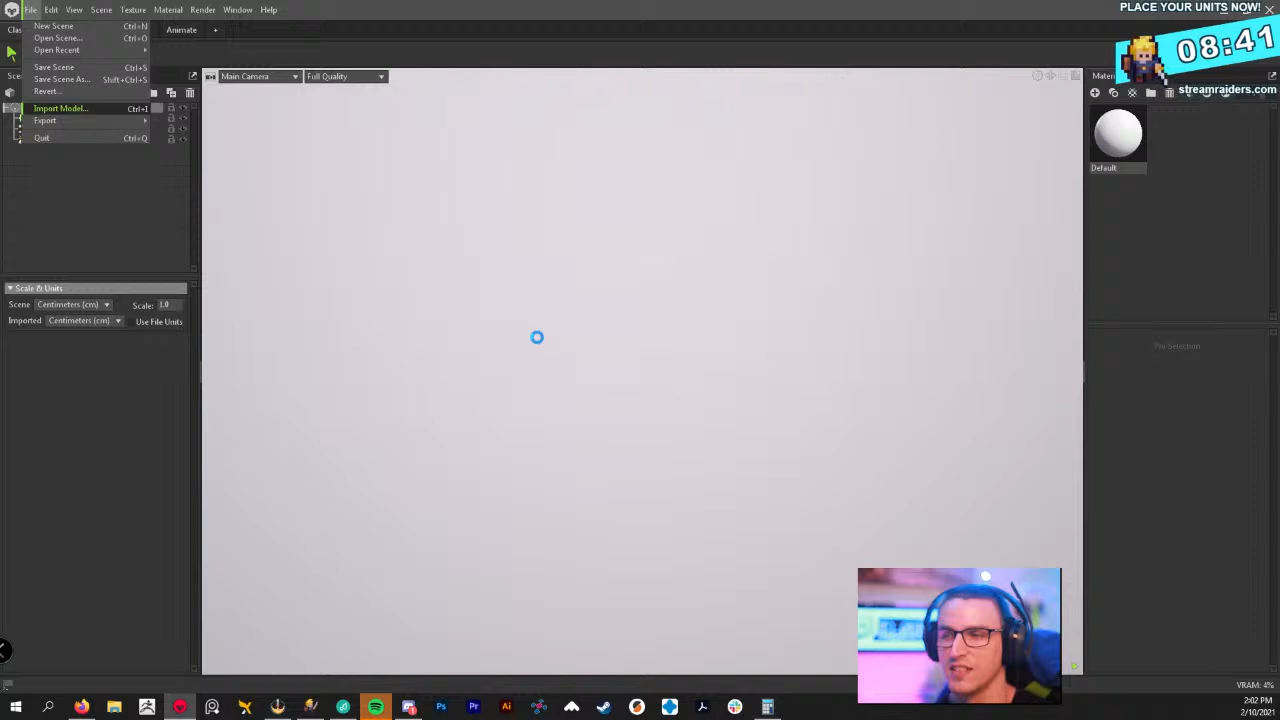 File Edit View Scene Texture Material Render Window Help
PLACE YOUR UNITS NOW!
08:41
streamraiders.com
Animate +
New Scene Ctrl+N
Open Scene... Ctrl+O
Open Recent
Save Scene Ctrl+S
Save Scene As... Shift+Ctrl+S
Revert...
Import Model... Ctrl+I
Export
Quit Ctrl+Q
Main Camera
Full Quality
Default
Scale & Units
Scene Centimeters (cm) Scale: 1.0
Imported Centimeters (cm) Use File Units
VRAM: 4%
Ps Pr Ai
2:02 PM
2/10/2021